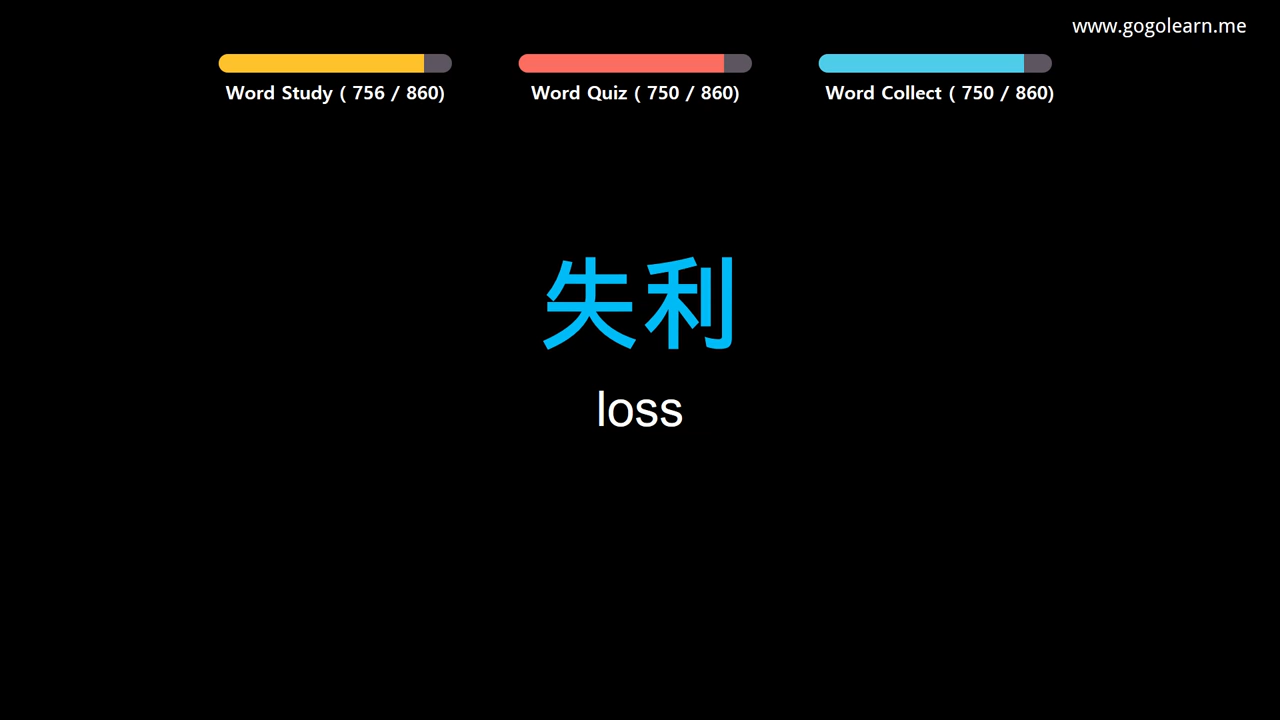 www.gogolearn.me
Word Study ( 756 / 860)
Word Quiz ( 750 / 860)
Word Collect ( 750 / 860)
失利
loss